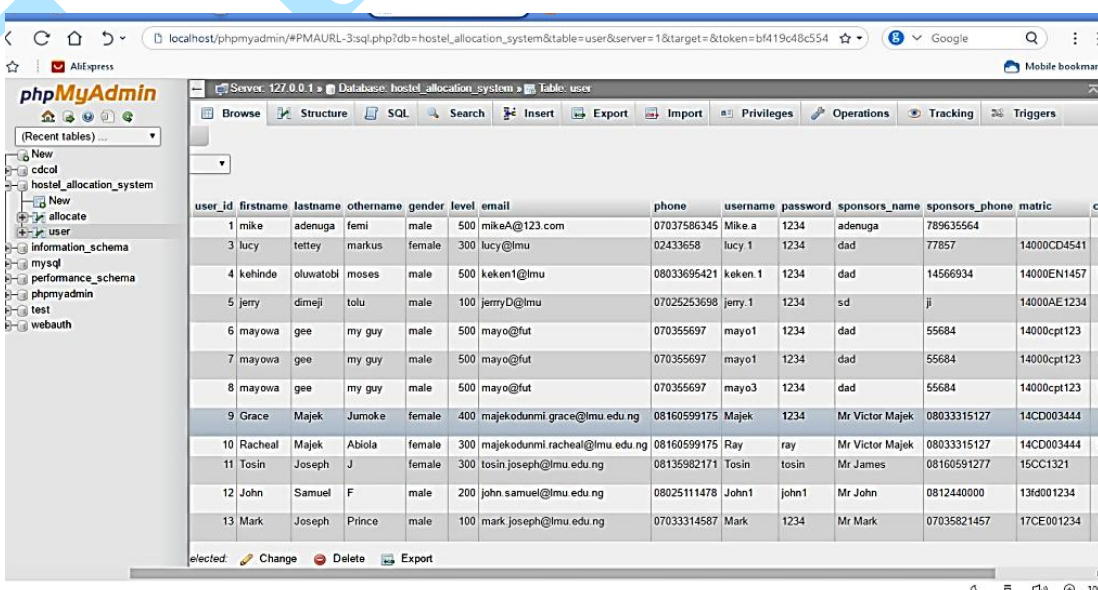 localhost/phpmyadmin/#PMAURL-3:sql.php?db=hostel_allocation_system&table=user&server=1&target=&token=bf419c48c554 Google
AliExpress Mobile bookmar
phpMyAdmin
(Recent tables) ...
New
cdcol
hostel_allocation_system
New
allocate
user
information_schema
mysql
performance_schema
phpmyadmin
test
webauth
Server: 127.0.0.1 » Database: hostel_allocation_system » Table: user
Browse Structure SQL Search Insert Export Import Privileges Operations Tracking Triggers
user_id firstname lastname othername gender level email phone username password sponsors_name sponsors_phone matric c
1 mike adenuga femi male 500 mikeA@123.com 07037586345 Mike.a 1234 adenuga 789635564
3 lucy tettey markus female 300 lucy@lmu 02433658 lucy.1 1234 dad 77857 14000CD4541
4 kehinde oluwatobi moses male 500 keken1@lmu 08033695421 keken.1 1234 dad 14566934 14000EN1457
5 jerry dimeji tolu male 100 jerrryD@lmu 07025253698 jerry.1 1234 sd ji 14000AE1234
6 mayowa gee my guy male 500 mayo@fut 070355697 mayo1 1234 dad 55684 14000cpt123
7 mayowa gee my guy male 500 mayo@fut 070355697 mayo1 1234 dad 55684 14000cpt123
8 mayowa gee my guy male 500 mayo@fut 070355697 mayo3 1234 dad 55684 14000cpt123
9 Grace Majek Jumoke female 400 majekodunmi.grace@lmu.edu.ng 08160599175 Majek 1234 Mr Victor Majek 08033315127 14CD003444
10 Racheal Majek Abiola female 300 majekodunmi.racheal@lmu.edu.ng 08160599175 Ray ray Mr Victor Majek 08033315127 14CD003444
11 Tosin Joseph J female 300 tosin.joseph@lmu.edu.ng 08135982171 Tosin tosin Mr James 08160591277 15CC1321
12 John Samuel F male 200 john.samuel@lmu.edu.ng 08025111478 John1 john1 Mr John 0812440000 13fd001234
13 Mark Joseph Prince male 100 mark.joseph@lmu.edu.ng 07033314587 Mark 1234 Mr Mark 07035821457 17CE001234
elected: Change Delete Export